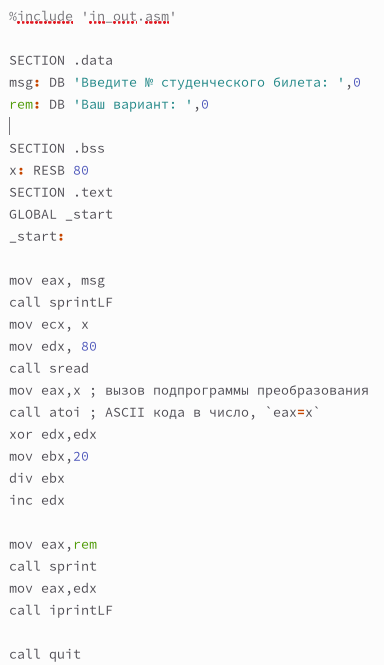 %include 'in_out.asm'
SECTION .data
msg: DB 'Введите № студенческого билета: ',0
rem: DB 'Ваш вариант: ',0
SECTION .bss
x: RESB 80
SECTION .text
GLOBAL _start
_start:
mov eax, msg
call sprintLF
mov ecx, x
mov edx, 80
call sread
mov eax,x ; вызов подпрограммы преобразования
call atoi ; ASCII кода в число, `eax=x`
xor edx,edx
mov ebx,20
div ebx
inc edx
mov eax,rem
call sprint
mov eax,edx
call iprintLF
call quit